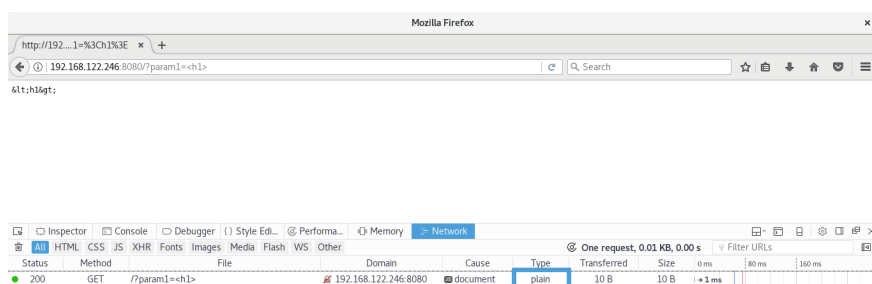 Mozilla Firefox ×
http://192....1=%3Ch1%3E × +
192.168.122.246:8080/?param1=<h1> Search
&lt;h1&gt;
Inspector Console Debugger {} Style Edi... Performa... Memory Network
All HTML CSS JS XHR Fonts Images Media Flash WS Other One request, 0.01 KB, 0.00 s Filter URLs
Status Method File Domain Cause Type Transferred Size 0 ms 80 ms 160 ms
200 GET /?param1=<h1> 192.168.122.246:8080 document plain 10 B 10 B → 1 ms